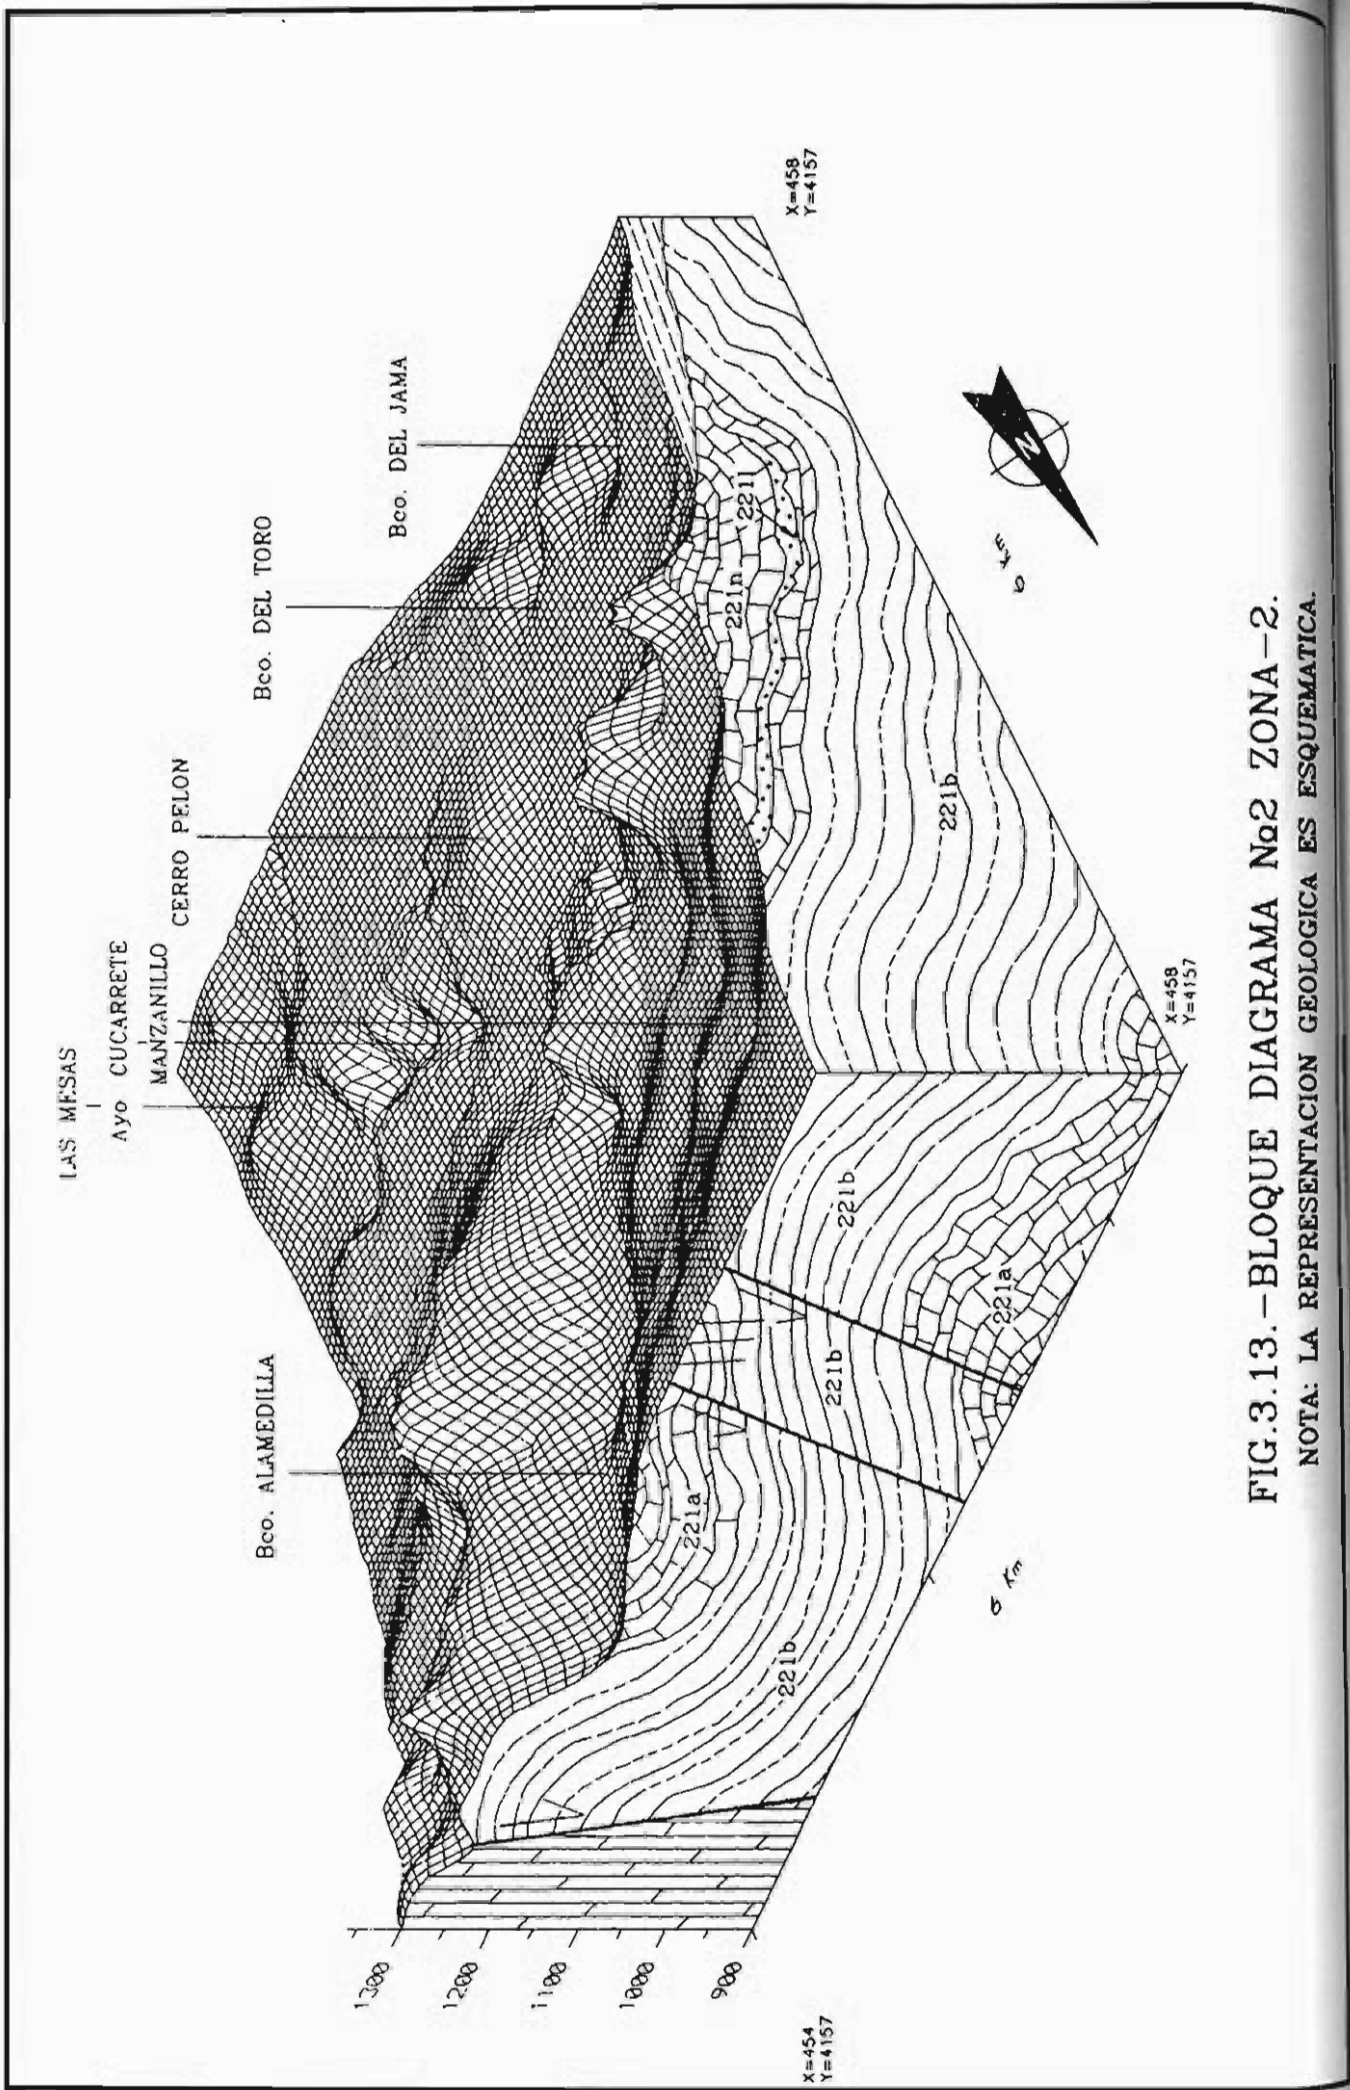 LAS MESAS
Ayo CUCARRETE
MANZANILLO
CERRO PELON
Bco. DEL TORO
Bco. DEL JAMA
Bco. ALAMEDILLA
1300
1200
1100
1000
900
X=454
Y=4157
X=458
Y=4157
X=458
Y=4157
221a
221b
221b
221b
221a
221b
221n
221l
Km
Km
N
FIG.3.13.-BLOQUE DIAGRAMA Nº2 ZONA-2.
NOTA: LA REPRESENTACION GEOLOGICA ES ESQUEMATICA.